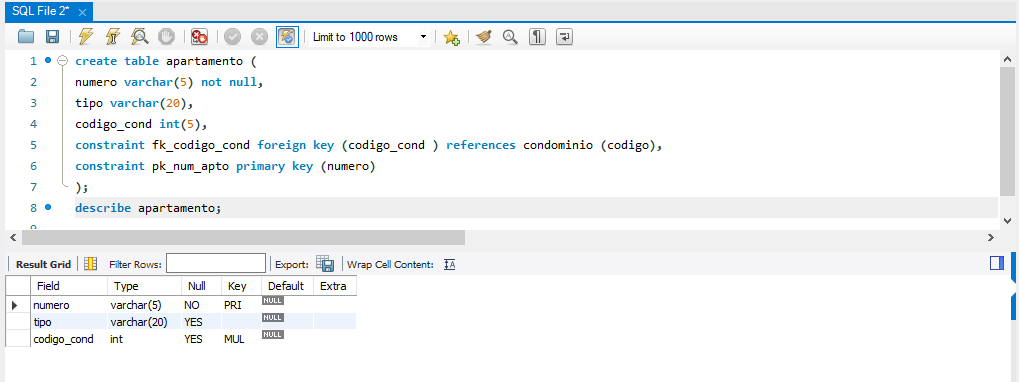 SQL File 2* ×
Limit to 1000 rows
1 create table apartamento (
2 numero varchar(5) not null,
3 tipo varchar(20),
4 codigo_cond int(5),
5 constraint fk_codigo_cond foreign key (codigo_cond ) references condominio (codigo),
6 constraint pk_num_apto primary key (numero)
7 );
8 describe apartamento;
9
Result Grid Filter Rows: Export: Wrap Cell Content:
Field Type Null Key Default Extra
numero varchar(5) NO PRI NULL
tipo varchar(20) YES NULL
codigo_cond int YES MUL NULL